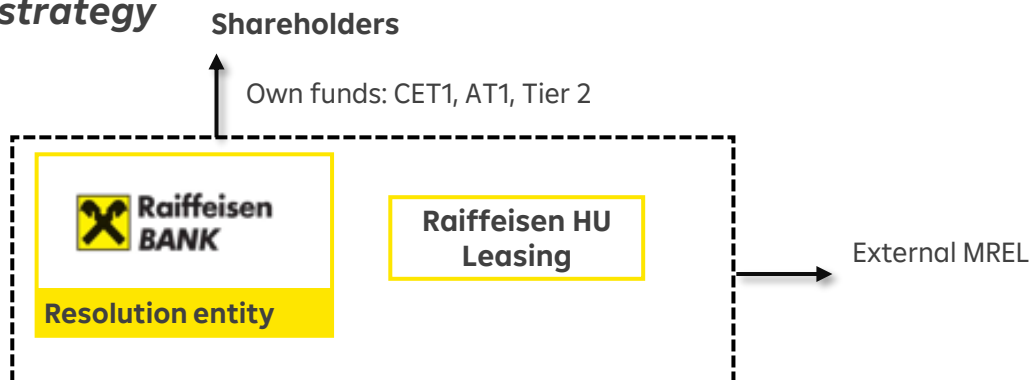 strategy
Shareholders
Own funds: CET1, AT1, Tier 2
Raiffeisen
BANK
Raiffeisen HU
Leasing
External MREL
Resolution entity